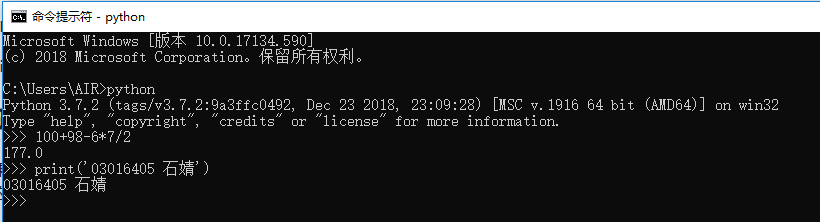 命令提示符 - python
Microsoft Windows [版本 10.0.17134.590]
(c) 2018 Microsoft Corporation。保留所有权利。
C:\Users\AIR>python
Python 3.7.2 (tags/v3.7.2:9a3ffc0492, Dec 23 2018, 23:09:28) [MSC v.1916 64 bit (AMD64)] on win32
Type "help", "copyright", "credits" or "license" for more information.
>>> 100+98-6*7/2
177.0
>>> print('03016405 石婧')
03016405 石婧
>>>